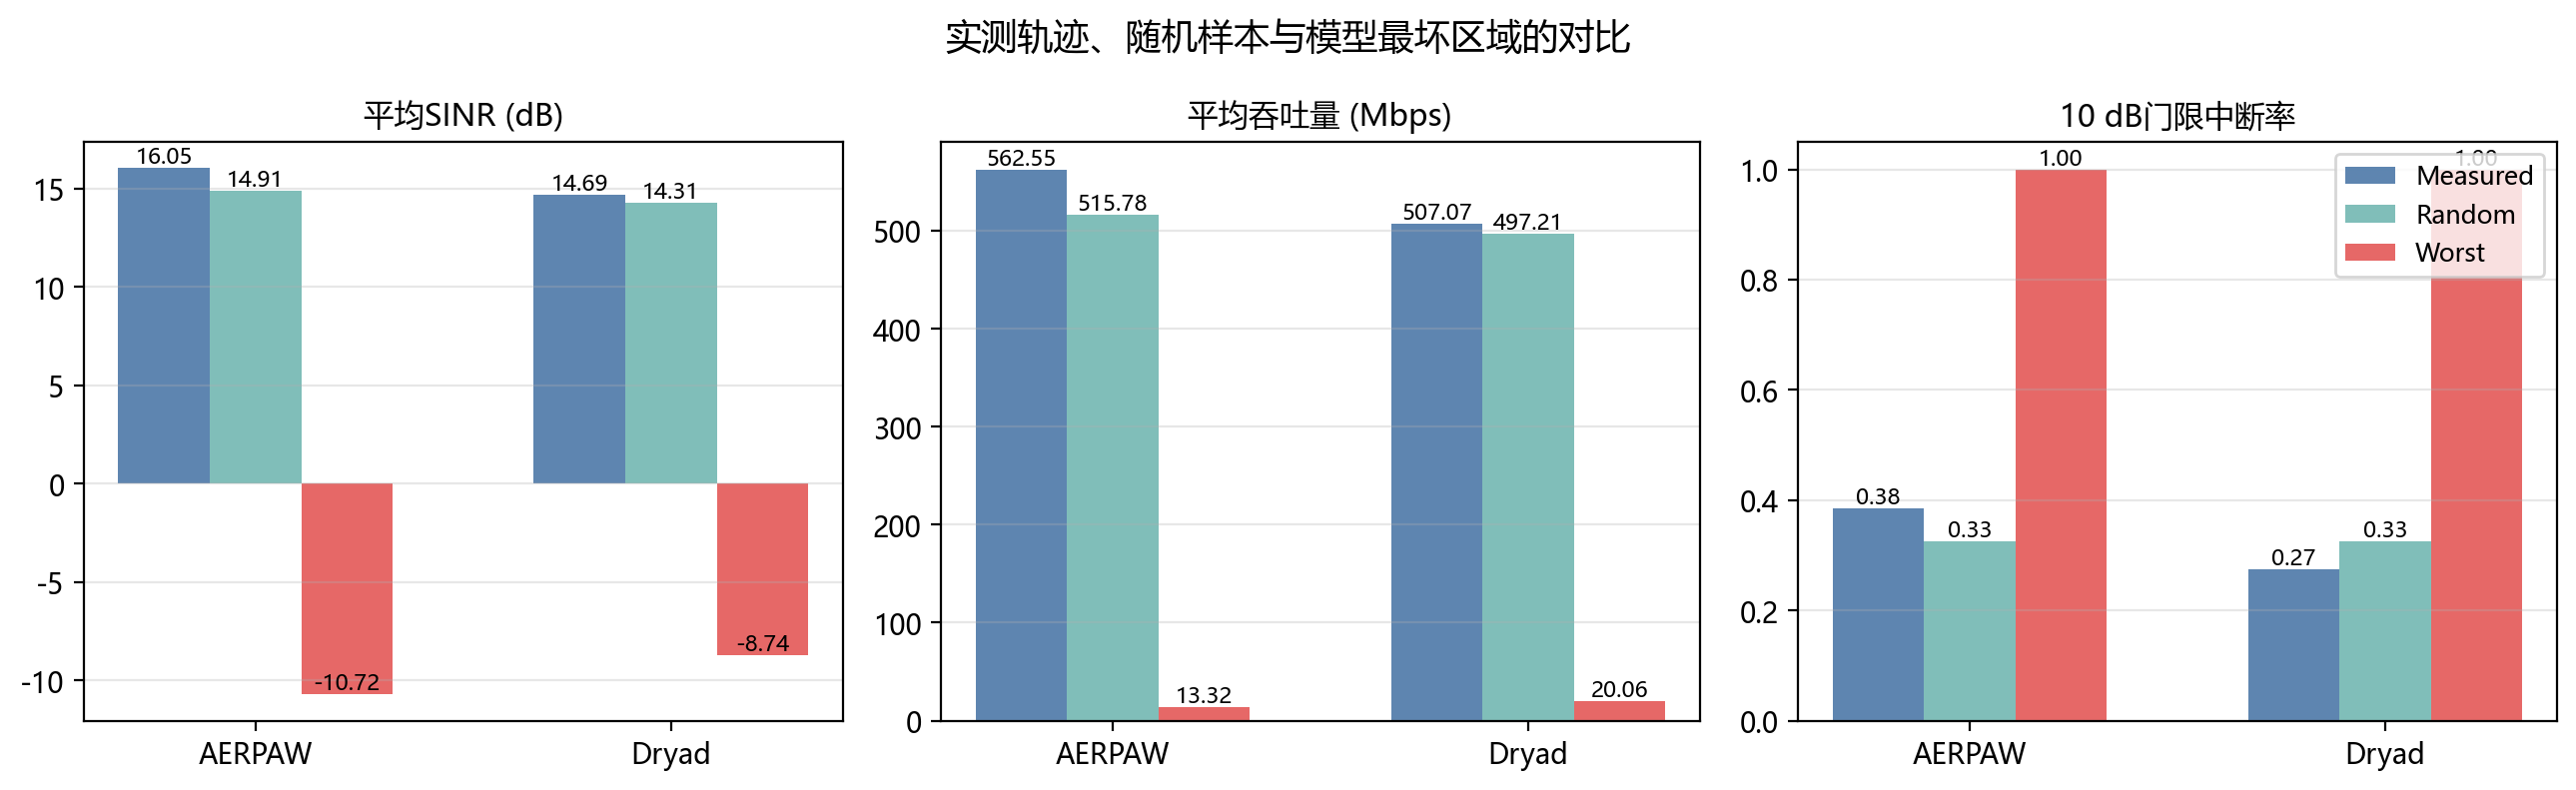 实测轨迹、随机样本与模型最坏区域的对比
平均SINR (dB)
16.05
14.91
14.69
14.31
-10.72
-8.74
15
10
5
0
-5
-10
AERPAW
Dryad
平均吞吐量 (Mbps)
562.55
515.78
507.07
497.21
13.32
20.06
500
400
300
200
100
0
AERPAW
Dryad
10 dB门限中断率
1.00
1.00
0.38
0.33
0.27
0.33
1.0
0.8
0.6
0.4
0.2
0.0
AERPAW
Dryad
Measured
Random
Worst